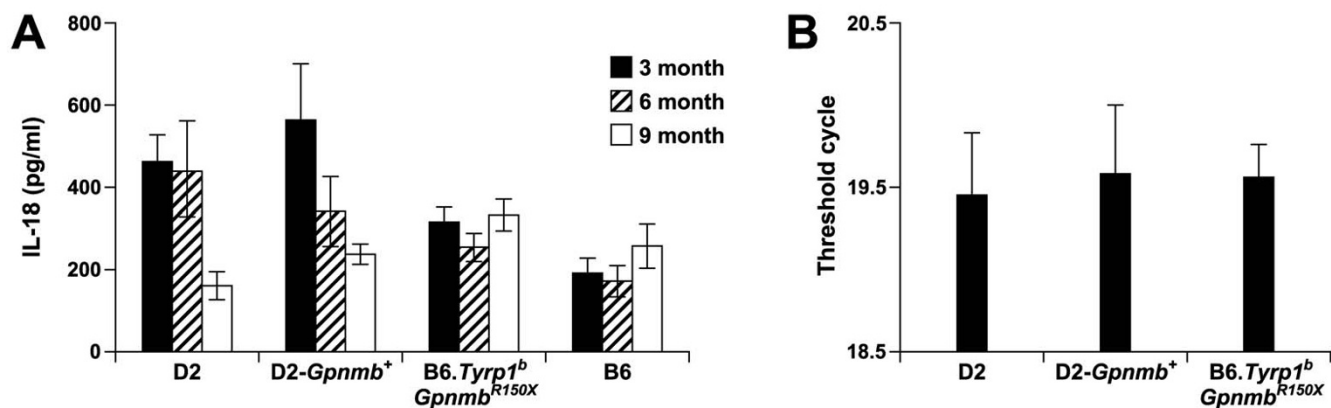 A
IL-18 (pg/ml)
800
600
400
200
0
3 month
6 month
9 month
D2
D2-Gpnmb⁺
B6.Tyrp1ᵇ
Gpnmbᴿ¹⁵⁰ˣ
B6
B
Threshold cycle
20.5
19.5
18.5
D2
D2-Gpnmb⁺
B6.Tyrp1ᵇ
Gpnmbᴿ¹⁵⁰ˣ